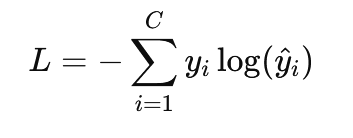 L = − ∑_{i=1}^{C} y_i log(ŷ_i)